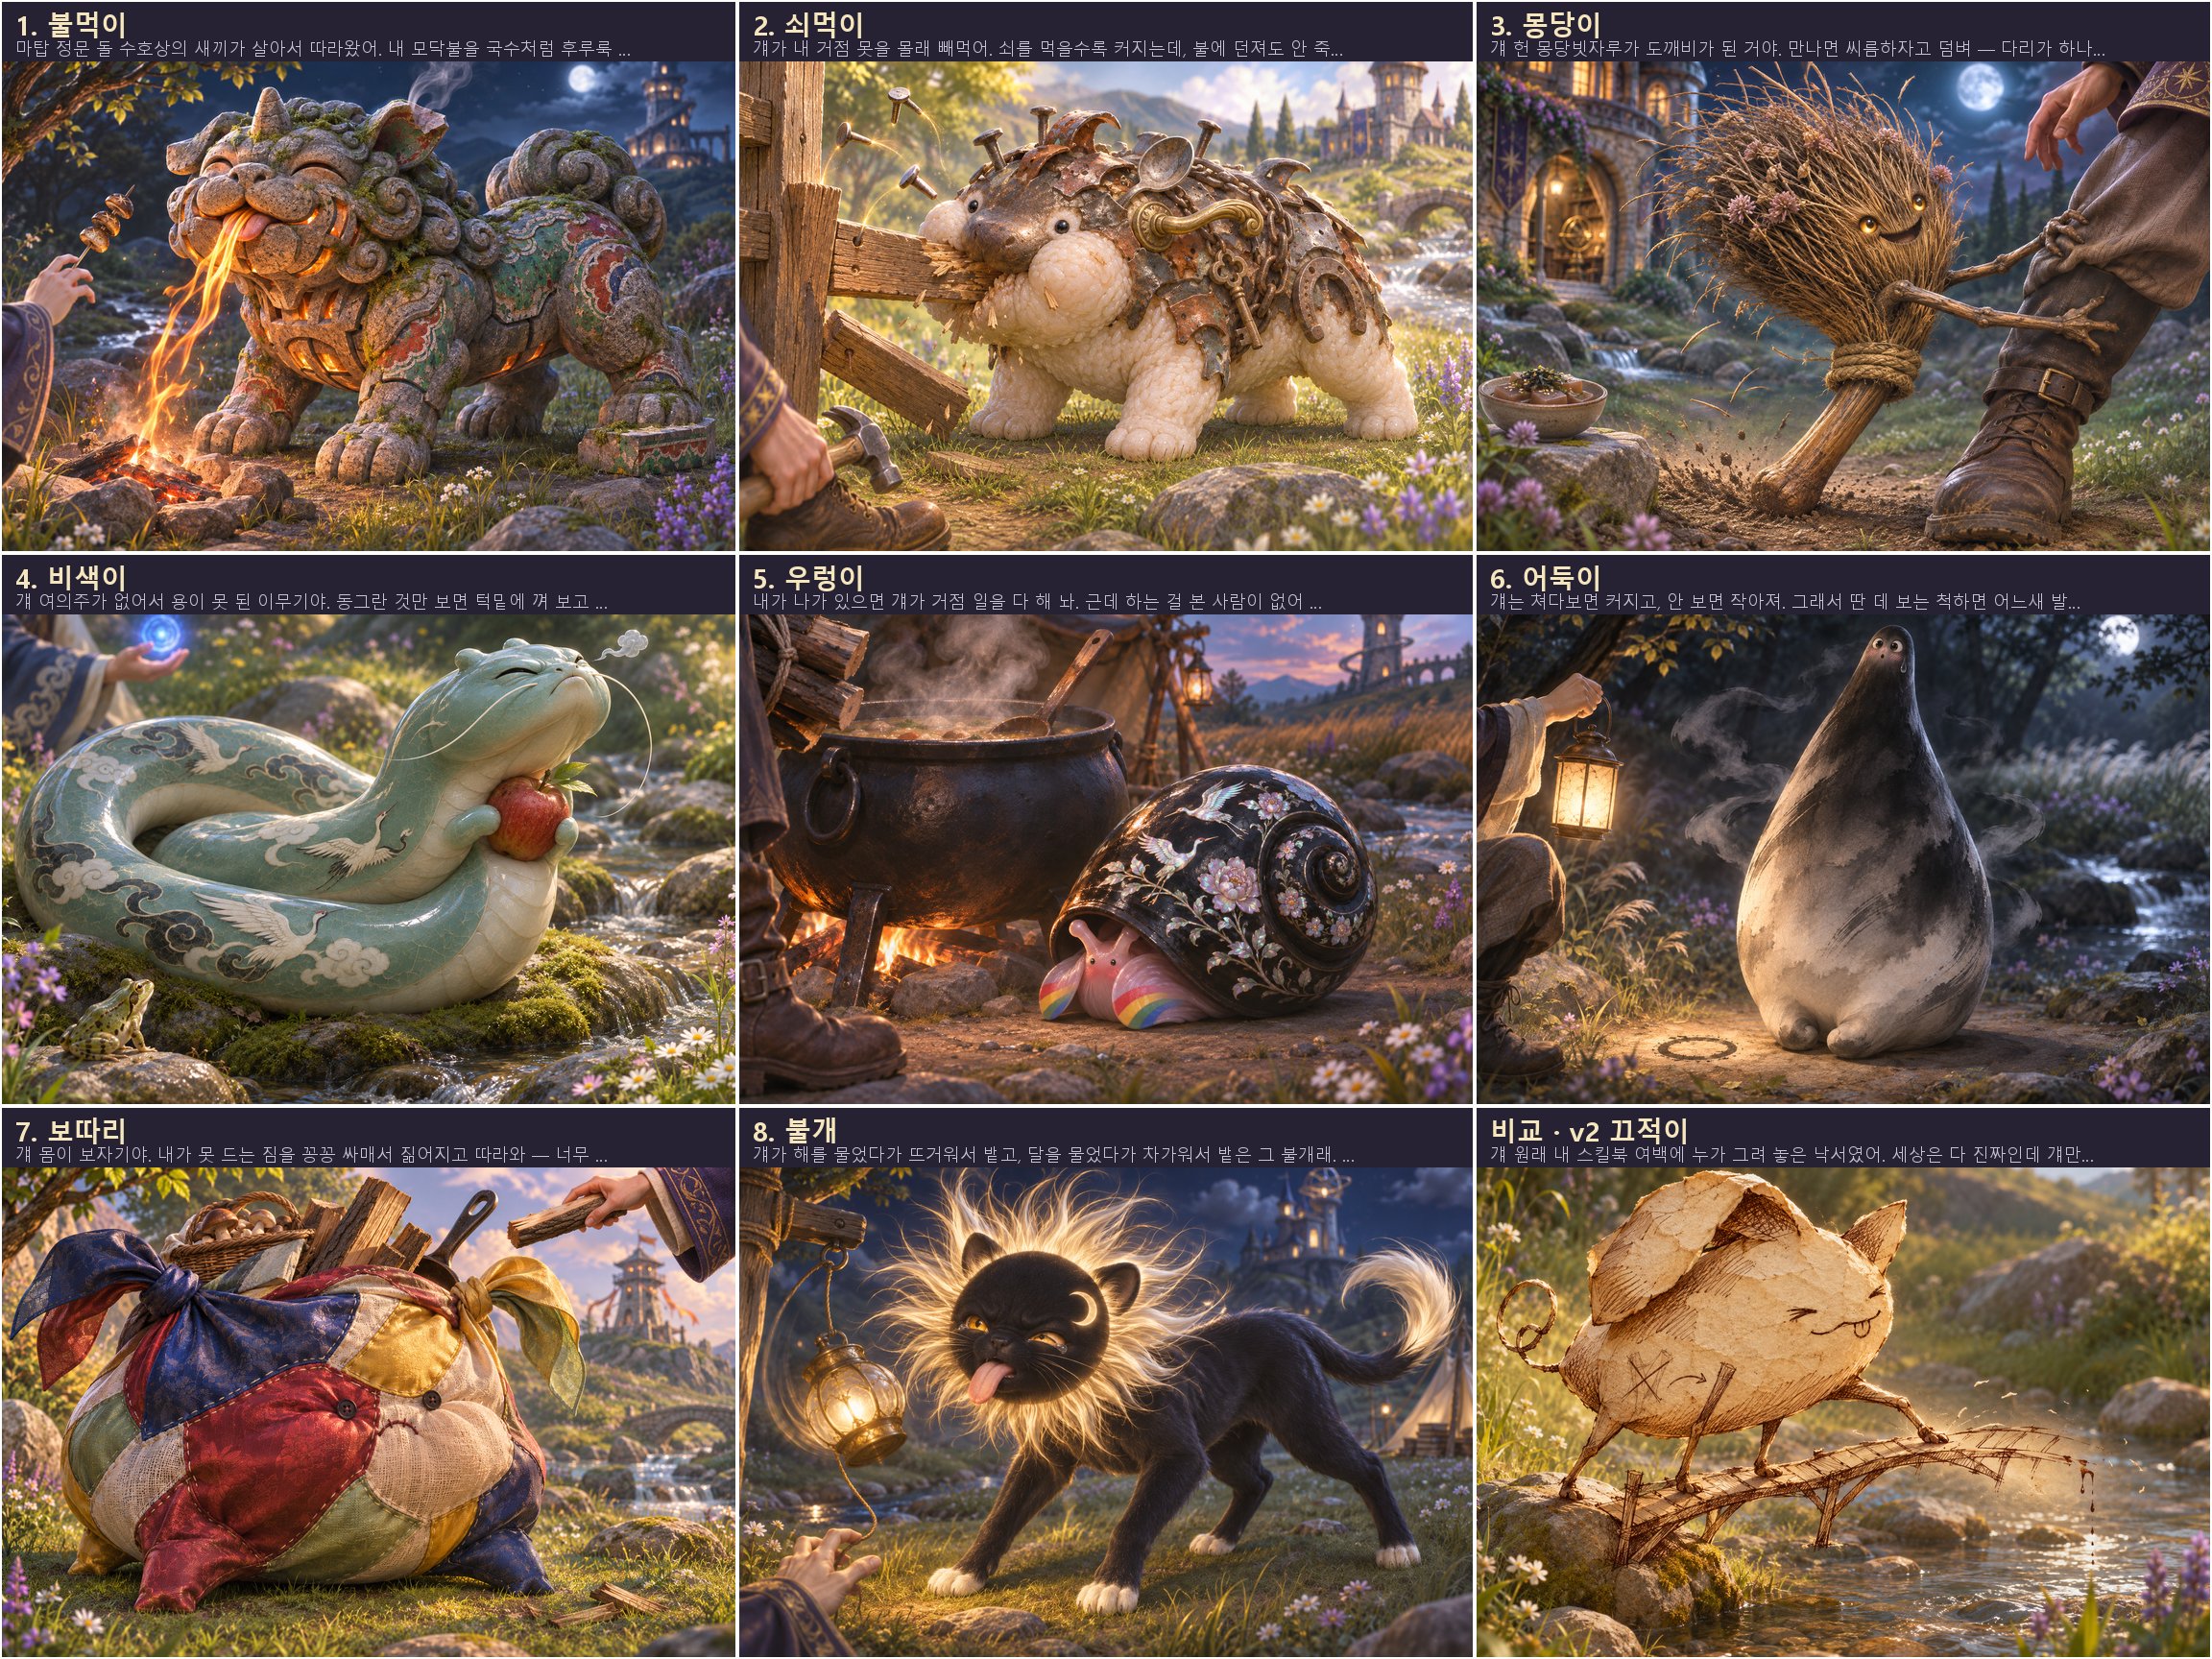 1. 불먹이
마탑 정문 돌 수호상의 새끼가 살아서 따라왔어. 내 모닥불을 국수처럼 후루룩 ...
2. 쇠먹이
걔가 내 거점 못을 몰래 빼먹어. 쇠를 먹을수록 커지는데, 불에 던져도 안 죽...
3. 몽당이
걔 헌 몽당빗자루가 도깨비가 된 거야. 만나면 씨름하자고 덤벼 — 다리가 하나...
4. 비색이
걔 여의주가 없어서 용이 못 된 이무기야. 동그란 것만 보면 턱밑에 껴 보고 ...
5. 우렁이
내가 나가 있으면 걔가 거점 일을 다 해 놔. 근데 하는 걸 본 사람이 없어 ...
6. 어둑이
걔는 쳐다보면 커지고, 안 보면 작아져. 그래서 딴 데 보는 척하면 어느새 발...
7. 보따리
걔 몸이 보자기야. 내가 못 드는 짐을 꽁꽁 싸매서 짊어지고 따라와 — 너무 ...
8. 불개
걔가 해를 물었다가 뜨거워서 뱉고, 달을 물었다가 차가워서 뱉은 그 불개래. ...
비교 · v2 끄적이
걔 원래 내 스킬북 여백에 누가 그려 놓은 낙서였어. 세상은 다 진짜인데 걔만...